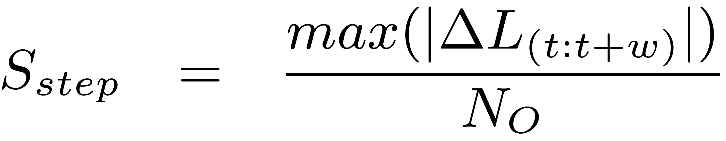 S_{step} = \frac{max(|\Delta L_{(t:t+w)}|)}{N_O}